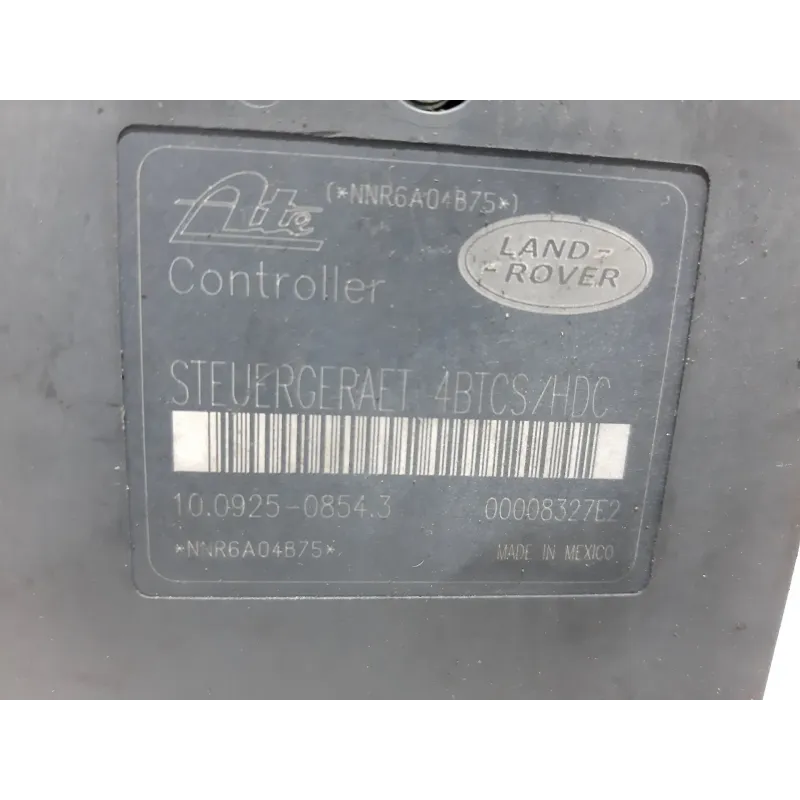 Ate (*NNR6A04B75*)
LAND-
-ROVER
Controller
STEUERGERAET 4BTCS/HDC
10.0925-0854.3 00008327E2
*NNR6A04B75* MADE IN MEXICO